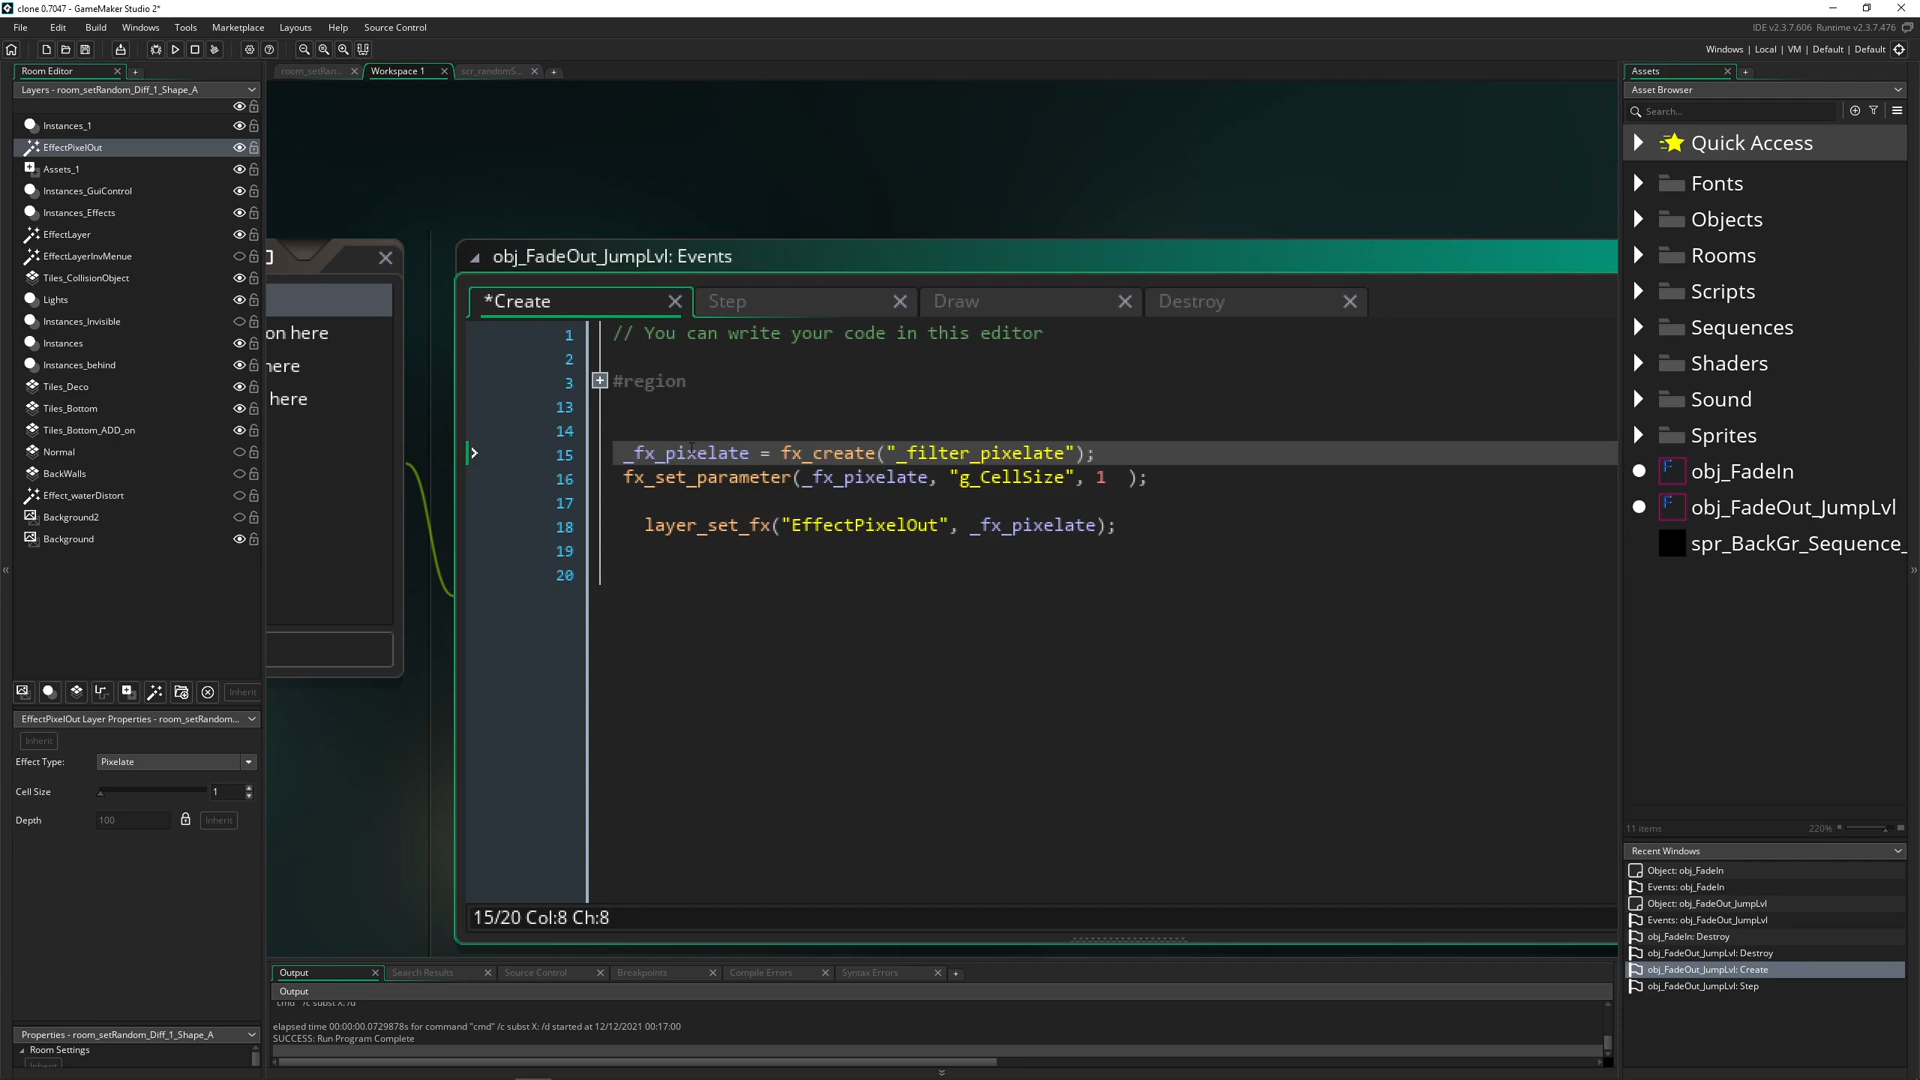 clone 0.7047 - GameMaker Studio 2*
File Edit Build Windows Tools Marketplace Layouts Source Control
IDE v2.3.7.606 Runtime v2.3.7.476
Windows | Local | VM | Default | Default
Room Editor
Layers - room_setRandom_Diff_1_Shape_A
Instances_1
EffectPixelOut
Assets_1
Instances_GuiControl
Instances_Effects
EffectLayer
EffectLayerInvMenue
Tiles_CollisionObject
Lights
Instances_Invisible
Instances
Instances_behind
Tiles_Deco
Tiles_Bottom
Tiles_Bottom_ADD_on
Normal
BackWalls
Effect_waterDistort
Background2
Background
Inherit
EffectPixelOut Layer Properties - room_setRandom...
Inherit
Effect Type: Pixelate
Cell Size 1
Depth 100 Inherit
Properties - room_setRandom_Diff_1_Shape_A
Room Settings
Inherit
room_setRan... Workspace 1 scr_randomS...
on here
here
here
obj_FadeOut_JumpLvl: Events
*Create Step Draw Destroy
1 // You can write your code in this editor
2
3 #region
13
14
15 _fx_pixelate = fx_create("_filter_pixelate");
16 fx_set_parameter(_fx_pixelate, "g_CellSize", 1 );
17
18 layer_set_fx("EffectPixelOut", _fx_pixelate);
19
20
15/20 Col:8 Ch:8
Output Search Results Source Control Breakpoints Compile Errors Syntax Errors
Output
"cmd" /c subst X: /d
elapsed time 00:00:00.0729878s for command "cmd" /c subst X: /d started at 12/12/2021 00:17:00
SUCCESS: Run Program Complete
Assets
Asset Browser
Search...
Quick Access
Fonts
Objects
Rooms
Scripts
Sequences
Shaders
Sound
Sprites
obj_FadeIn
obj_FadeOut_JumpLvl
spr_BackGr_Sequence_
11 items 220%
Recent Windows
Object: obj_FadeIn
Events: obj_FadeIn
Object: obj_FadeOut_JumpLvl
Events: obj_FadeOut_JumpLvl
obj_FadeIn: Destroy
obj_FadeOut_JumpLvl: Destroy
obj_FadeOut_JumpLvl: Create
obj_FadeOut_JumpLvl: Step